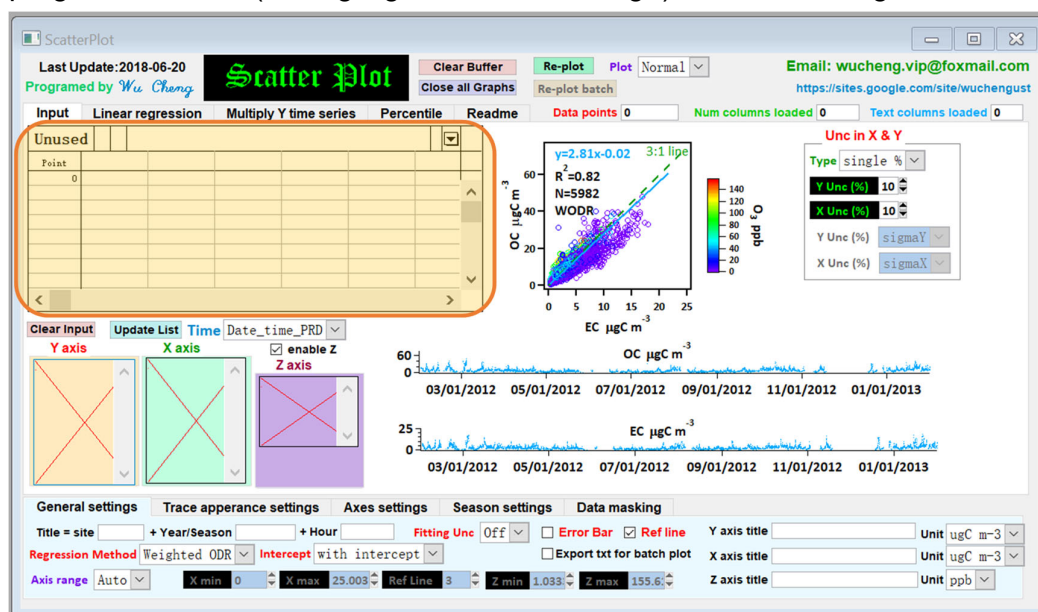 ScatterPlot
Last Update:2018-06-20
Programed by Wu Cheng
Scatter Plot
Clear Buffer
Close all Graphs
Re-plot Plot Normal
Re-plot batch
Email: wucheng.vip@foxmail.com
https://sites.google.com/site/wuchengust
Input Linear regression Multiply Y time series Percentile Readme
Data points 0 Num columns loaded 0 Text columns loaded 0
Unused
Point
0
y=2.81x-0.02 3:1 line
R²=0.82
N=5982
WODR
OC µgC m-3
60
40
20
0
0 5 10 15 20 25
EC µgC m-3
140
120
100
80
60
40
20
0
O3 ppb
Unc in X & Y
Type single %
Y Unc (%) 10
X Unc (%) 10
Y Unc (%) sigmaY
X Unc (%) sigmaX
Clear Input Update List Time Date_time_PRD
Y axis X axis enable Z
Z axis
OC µgC m-3
60
0
03/01/2012 05/01/2012 07/01/2012 09/01/2012 11/01/2012 01/01/2013
EC µgC m-3
25
0
03/01/2012 05/01/2012 07/01/2012 09/01/2012 11/01/2012 01/01/2013
General settings Trace apperance settings Axes settings Season settings Data masking
Title = site + Year/Season + Hour Fitting Unc Off Error Bar Ref line Y axis title Unit ugC m-3
Regression Method Weighted ODR Intercept with intercept Export txt for batch plot X axis title Unit ugC m-3
Axis range Auto X min 0 X max 25.003 Ref Line 3 Z min 1.033 Z max 155.6 Z axis title Unit ppb